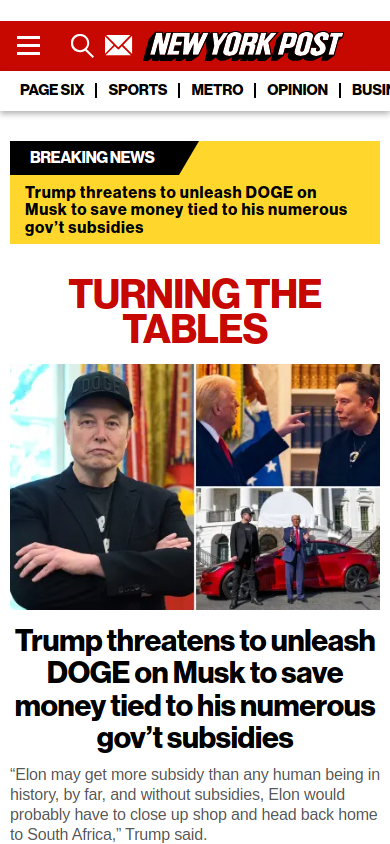 NEW YORK POST
PAGE SIX
SPORTS
METRO
OPINION
BUSIN
BREAKING NEWS
Trump threatens to unleash DOGE on
Musk to save money tied to his numerous
gov’t subsidies
TURNING THE
TABLES
DOGE
Trump threatens to unleash
DOGE on Musk to save
money tied to his numerous
gov’t subsidies
“Elon may get more subsidy than any human being in
history, by far, and without subsidies, Elon would
probably have to close up shop and head back home
to South Africa,” Trump said.